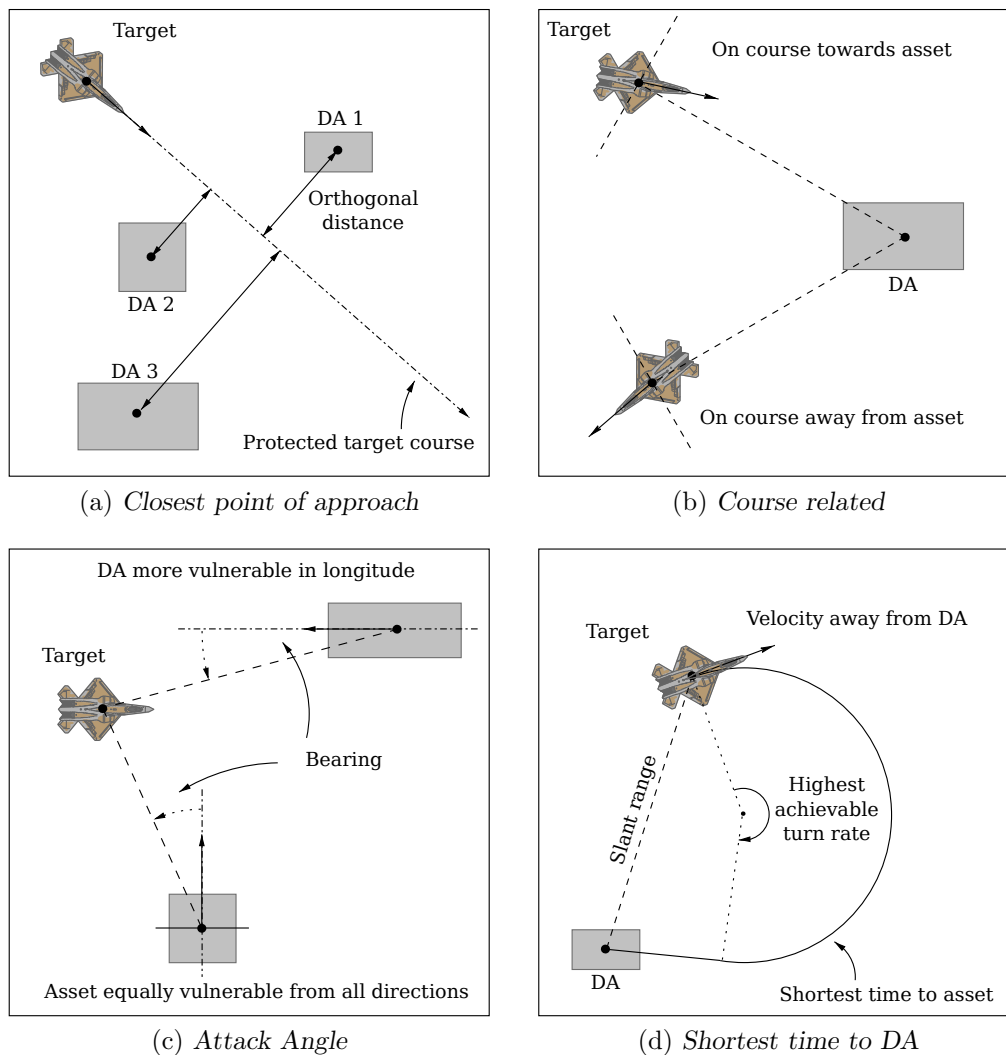 Target
DA 1
Orthogonal
distance
DA 2
DA 3
Protected target course
(a) Closest point of approach
Target
On course towards asset
DA
On course away from asset
(b) Course related
DA more vulnerable in longitude
Target
Bearing
Asset equally vulnerable from all directions
(c) Attack Angle
Velocity away from DA
Target
Slant range
Highest
achievable
turn rate
DA
Shortest time to asset
(d) Shortest time to DA